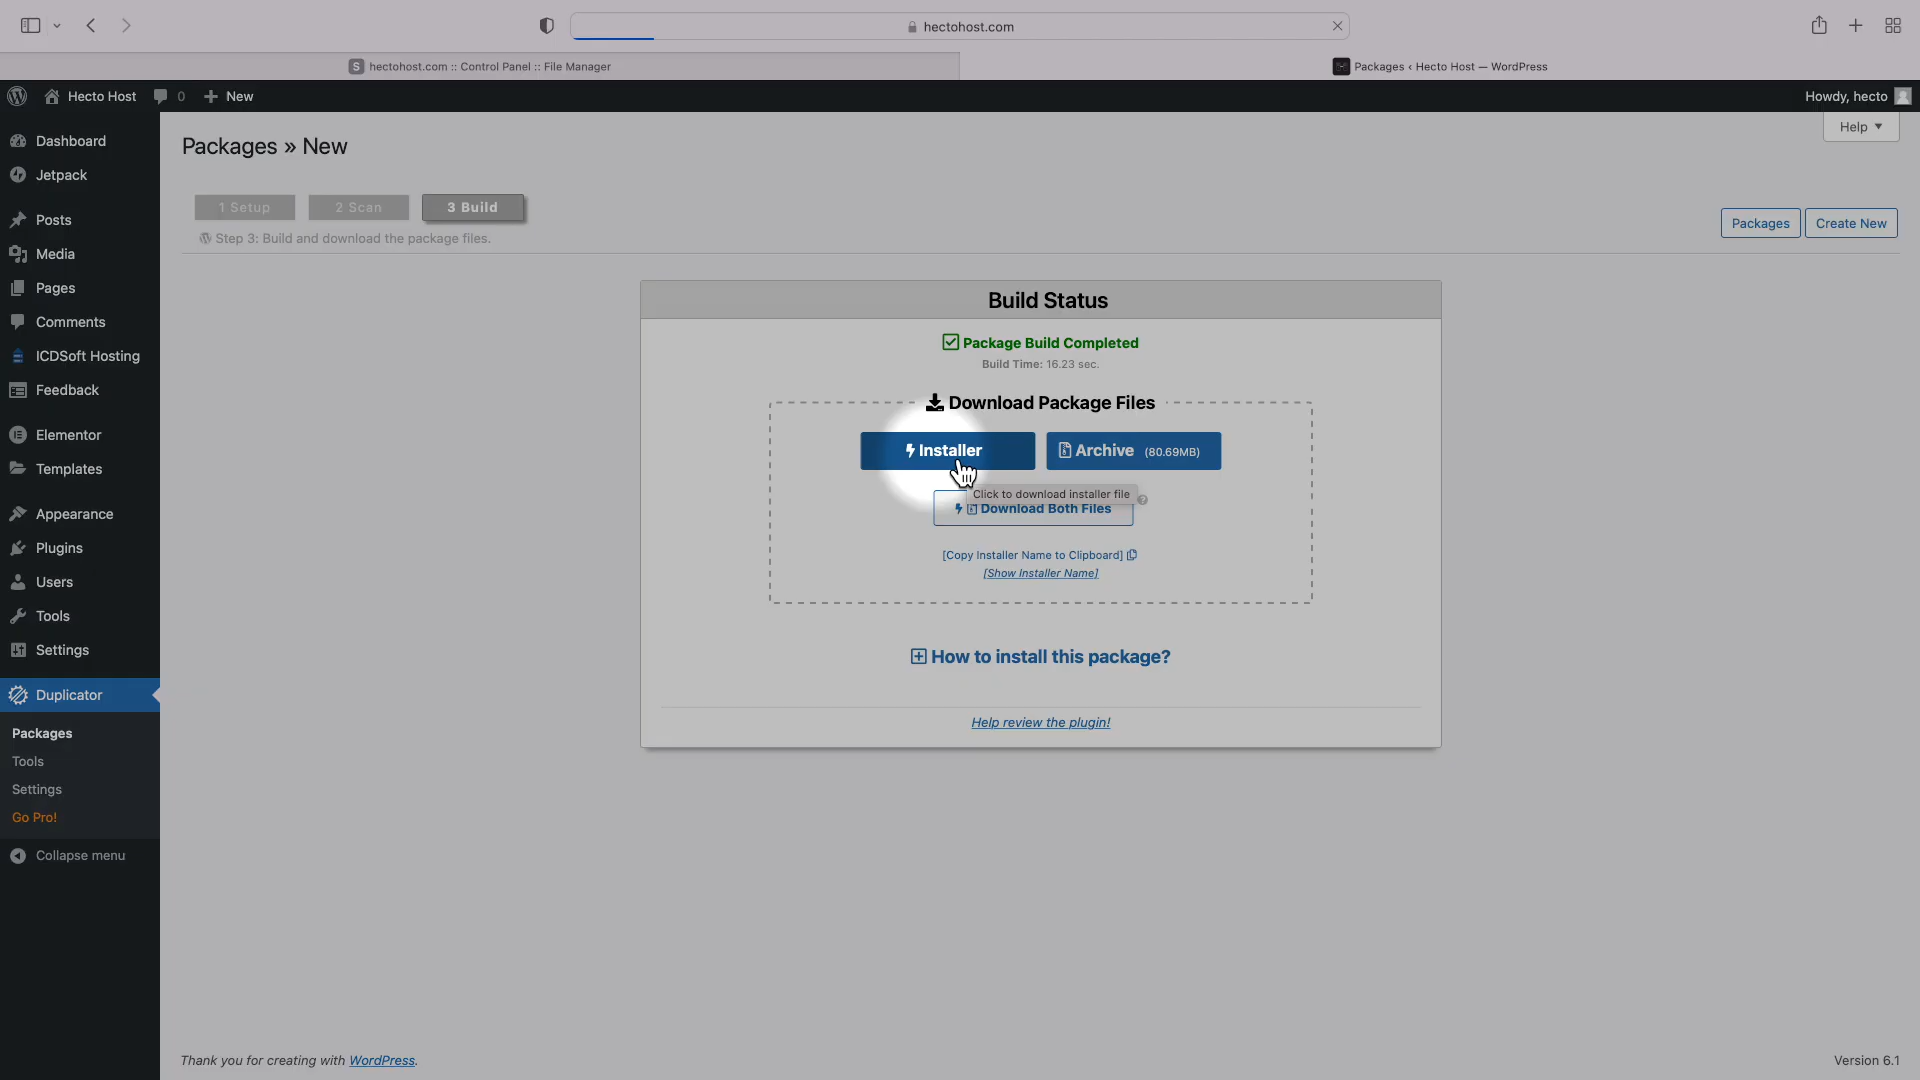 hectohost.com
S hectohost.com :: Control Panel :: File Manager
Packages ‹ Hecto Host — WordPress
Hecto Host 0 New
Howdy, hecto
Help ▼
Dashboard
Jetpack
Posts
Media
Pages
Comments
ICDSoft Hosting
Feedback
Elementor
Templates
Appearance
Plugins
Users
Tools
Settings
Duplicator
Packages
Tools
Settings
Go Pro!
Collapse menu
Packages » New
1 Setup 2 Scan 3 Build
Step 3: Build and download the package files.
Packages Create New
Build Status
Package Build Completed
Build Time: 16.23 sec.
Download Package Files
Installer Archive (80.69MB)
Click to download installer file
Download Both Files
[Copy Installer Name to Clipboard]
[Show Installer Name]
How to install this package?
Help review the plugin!
Thank you for creating with WordPress.
Version 6.1